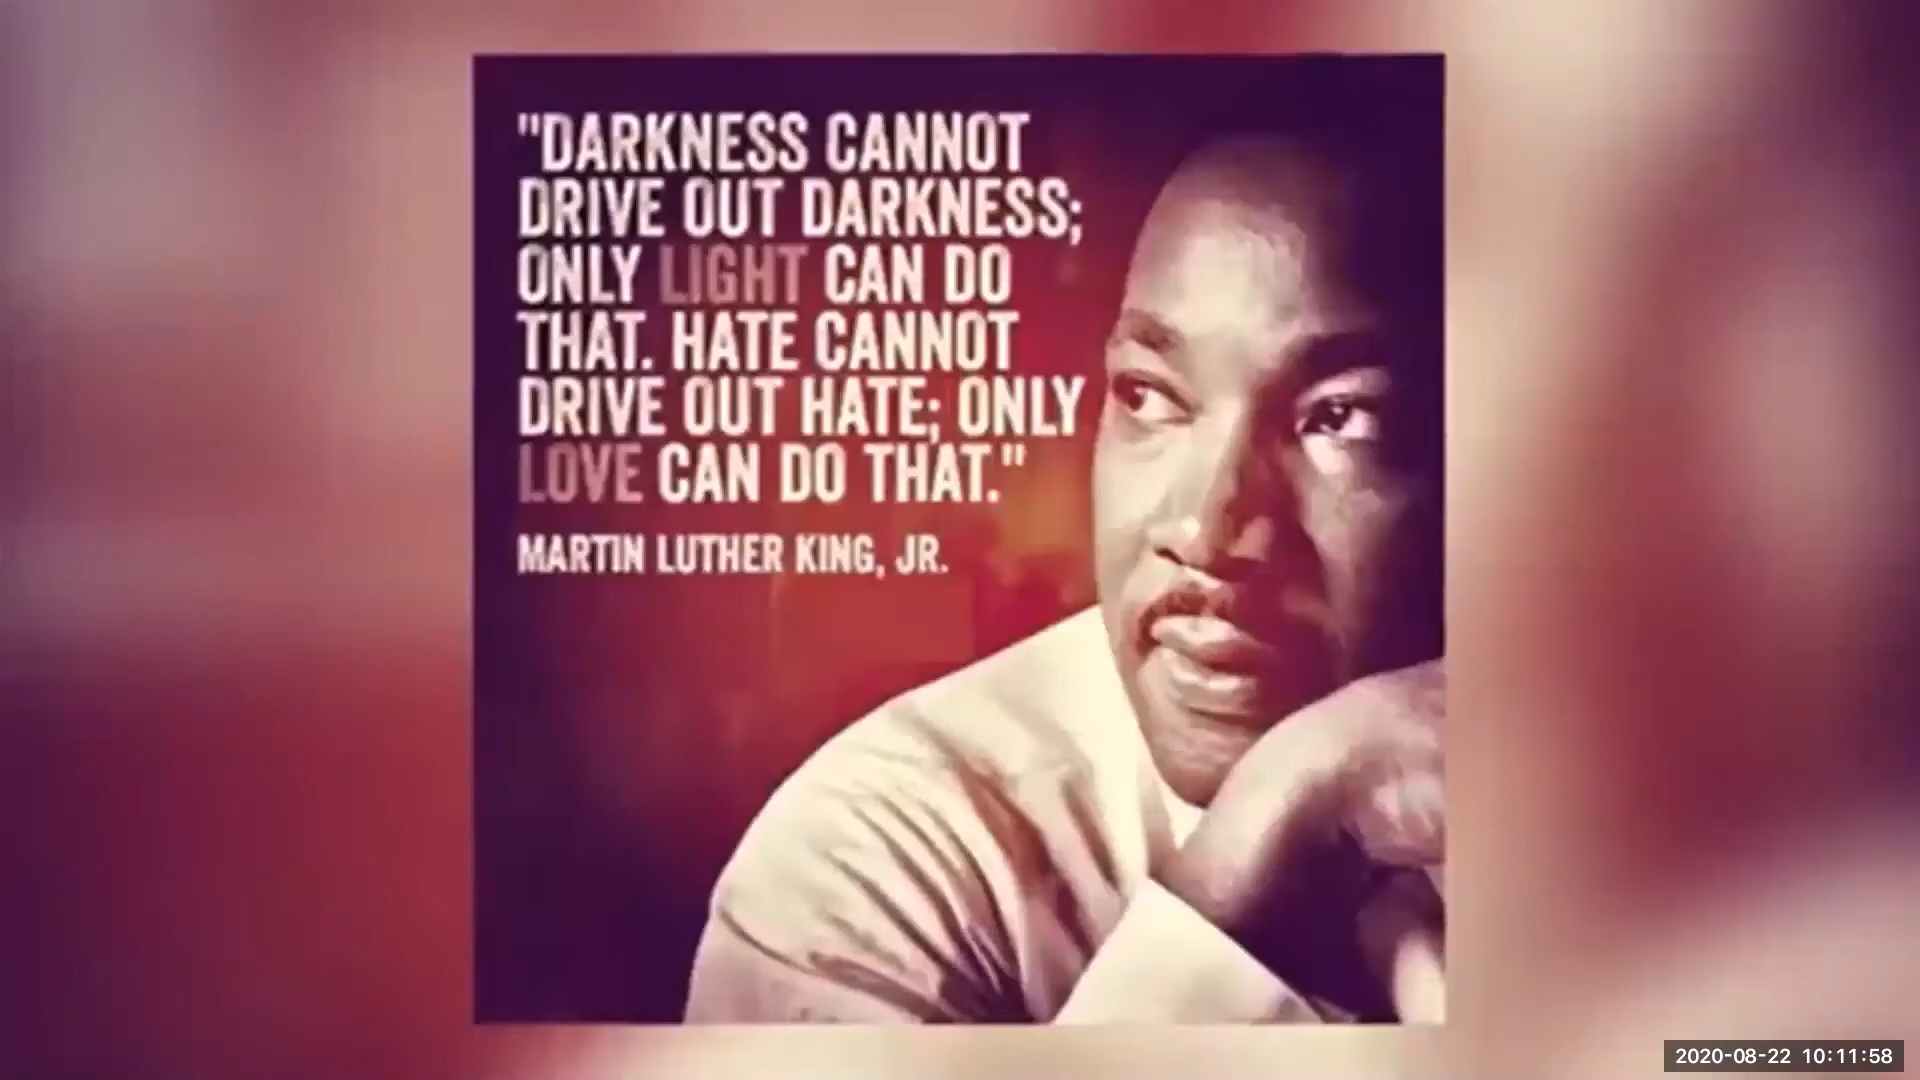 "DARKNESS CANNOT
DRIVE OUT DARKNESS;
ONLY LIGHT CAN DO
THAT. HATE CANNOT
DRIVE OUT HATE; ONLY
LOVE CAN DO THAT."
MARTIN LUTHER KING, JR.
2020-08-22 10:11:58